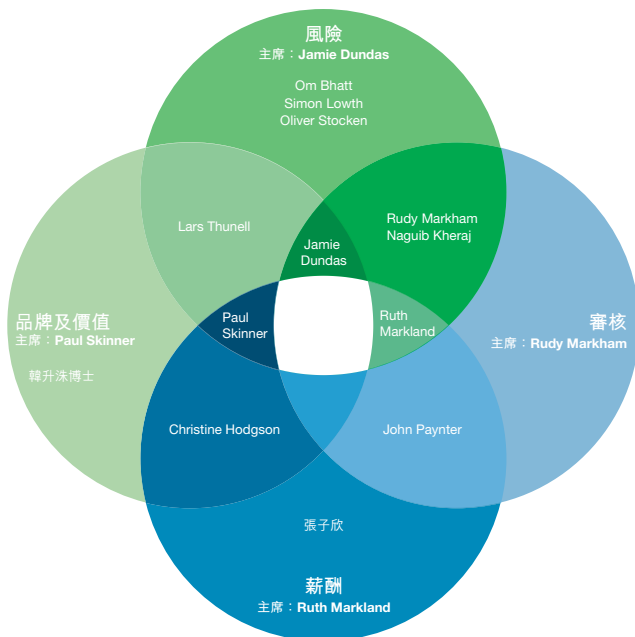 風險
主席：Jamie Dundas
Om Bhatt
Simon Lowth
Oliver Stocken
Lars Thunell
Rudy Markham
Naguib Kheraj
Jamie
Dundas
品牌及價值
主席：Paul Skinner
韓升洙博士
Paul
Skinner
Ruth
Markland
審核
主席：Rudy Markham
Christine Hodgson
John Paynter
張子欣
薪酬
主席：Ruth Markland